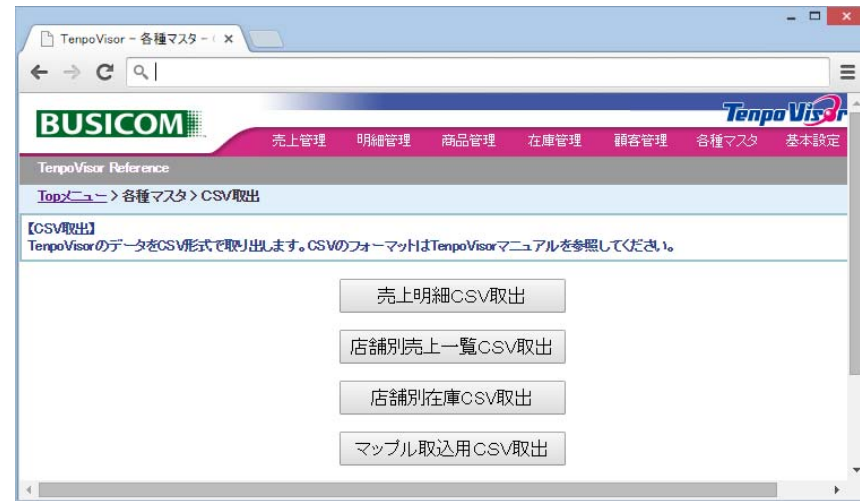 TenpoVisor - 各種マスタ - (
BUSICOM
Tenpo Visor
売上管理 明細管理 商品管理 在庫管理 顧客管理 各種マスタ 基本設定
TenpoVisor Reference
Topメニュー > 各種マスタ > CSV取出
【CSV取出】
TenpoVisorのデータをCSV形式で取り出します。CSVのフォーマットはTenpoVisorマニュアルを参照してください。
売上明細CSV取出
店舗別売上一覧CSV取出
店舗別在庫CSV取出
マップル取込用CSV取出